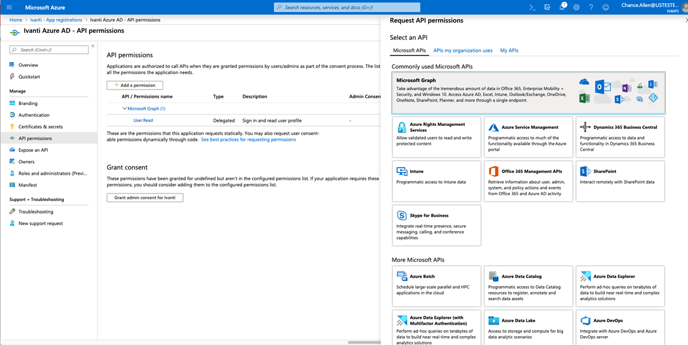 Microsoft Azure
Search resources, services, and docs (G+/)
Chance.Allen@USTESTE...
IVANTI
Home > Ivanti - App registrations > Ivanti Azure AD - API permissions
Ivanti Azure AD - API permissions
Search (Cmd+/)
Overview
Quickstart
Manage
Branding
Authentication
Certificates & secrets
API permissions
Expose an API
Owners
Roles and administrators (Previ...
Manifest
Support + Troubleshooting
Troubleshooting
New support request
API permissions
Applications are authorized to call APIs when they are granted permissions by users/admins as part of the consent process. The list
all the permissions the application needs.
+ Add a permission
API / Permissions name Type Description Admin Consen
Microsoft Graph (1)
User Read Delegated Sign in and read user profile -
These are the permissions that this application requests statically. You may also request user consent-
able permissions dynamically through code. See best practices for requesting permissions
Grant consent
These permissions have been granted for undefined but aren't in the configured permissions list. If your application requires these
permissions, you should consider adding them to the configured permissions list.
Grant admin consent for Ivanti
Request API permissions
Select an API
Microsoft APIs APIs my organization uses My APIs
Commonly used Microsoft APIs
Microsoft Graph
Take advantage of the tremendous amount of data in Office 365, Enterprise Mobility +
Security, and Windows 10. Access Azure AD, Excel, Intune, Outlook/Exchange, OneDrive,
OneNote, SharePoint, Planner, and more through a single endpoint.
Azure Rights Management
Services
Allow validated users to read and write
protected content
Azure Service Management
Programmatic access to much of the
functionality available through the Azure
portal
Dynamics 365 Business Central
Programmatic access to data and
functionality in Dynamics 365 Business
Central
Intune
Programmatic access to Intune data
Office 365 Management APIs
Retrieve information about user, admin,
system, and policy actions and events
from Office 365 and Azure AD activity
SharePoint
Interact remotely with SharePoint data
Skype for Business
Integrate real-time presence, secure
messaging, calling, and conference
capabilities
More Microsoft APIs
Azure Batch
Schedule large-scale parallel and HPC
applications in the cloud
Azure Data Catalog
Programmatic access to Data Catalog
resources to register, annotate and
search data assets
Azure Data Explorer
Perform ad-hoc queries on terabytes of
data to build near real-time and complex
analytics solutions
Azure Data Explorer (with
Multifactor Authentication)
Perform ad-hoc queries on terabytes of
data to build near real-time and complex
analytics solutions
Azure Data Lake
Access to storage and compute for big
data analytic scenarios
Azure DevOps
Integrate with Azure DevOps and Azure
DevOps server